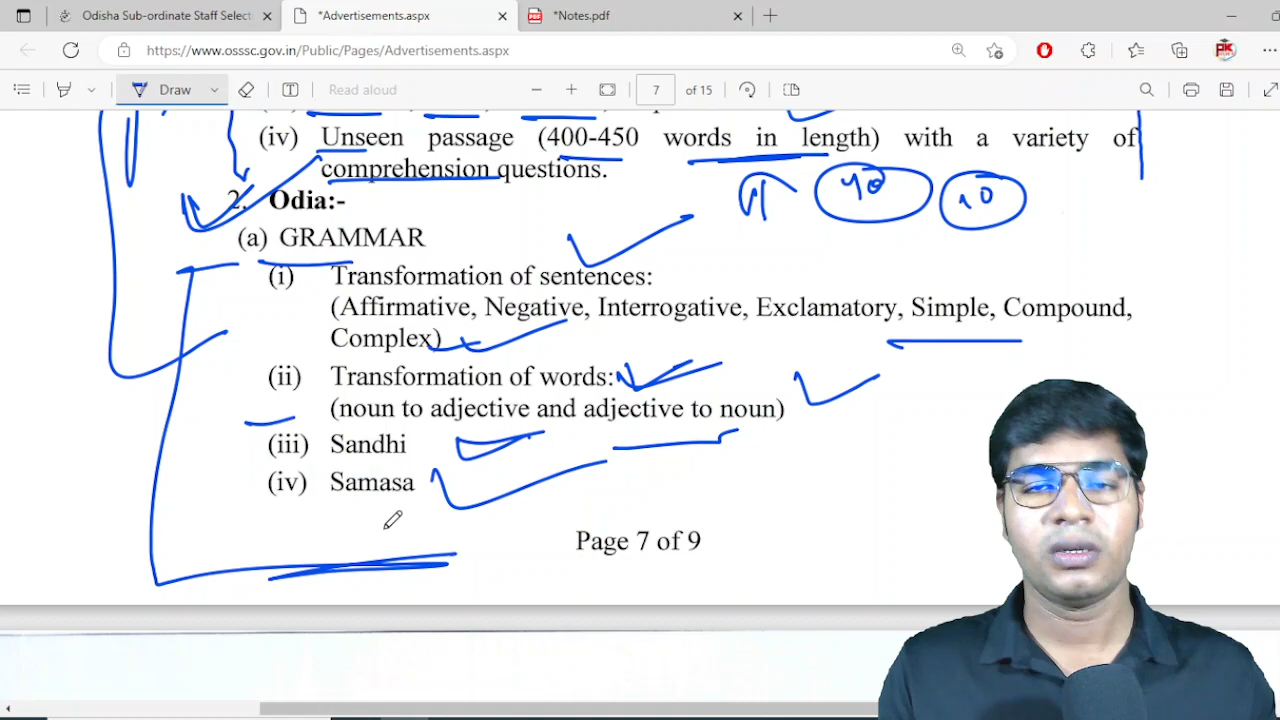 Odisha Sub-ordinate Staff Select
*Advertisements.aspx
*Notes.pdf
https://www.osssc.gov.in/Public/Pages/Advertisements.aspx
PK
Draw
Read aloud
7
of 15
(iv) Unseen passage (400-450 words in length) with a variety of
comprehension questions.
2. Odia:-
(a) GRAMMAR
(i) Transformation of sentences:
(Affirmative, Negative, Interrogative, Exclamatory, Simple, Compound,
Complex)
(ii) Transformation of words:
(noun to adjective and adjective to noun)
(iii) Sandhi
(iv) Samasa
Page 7 of 9